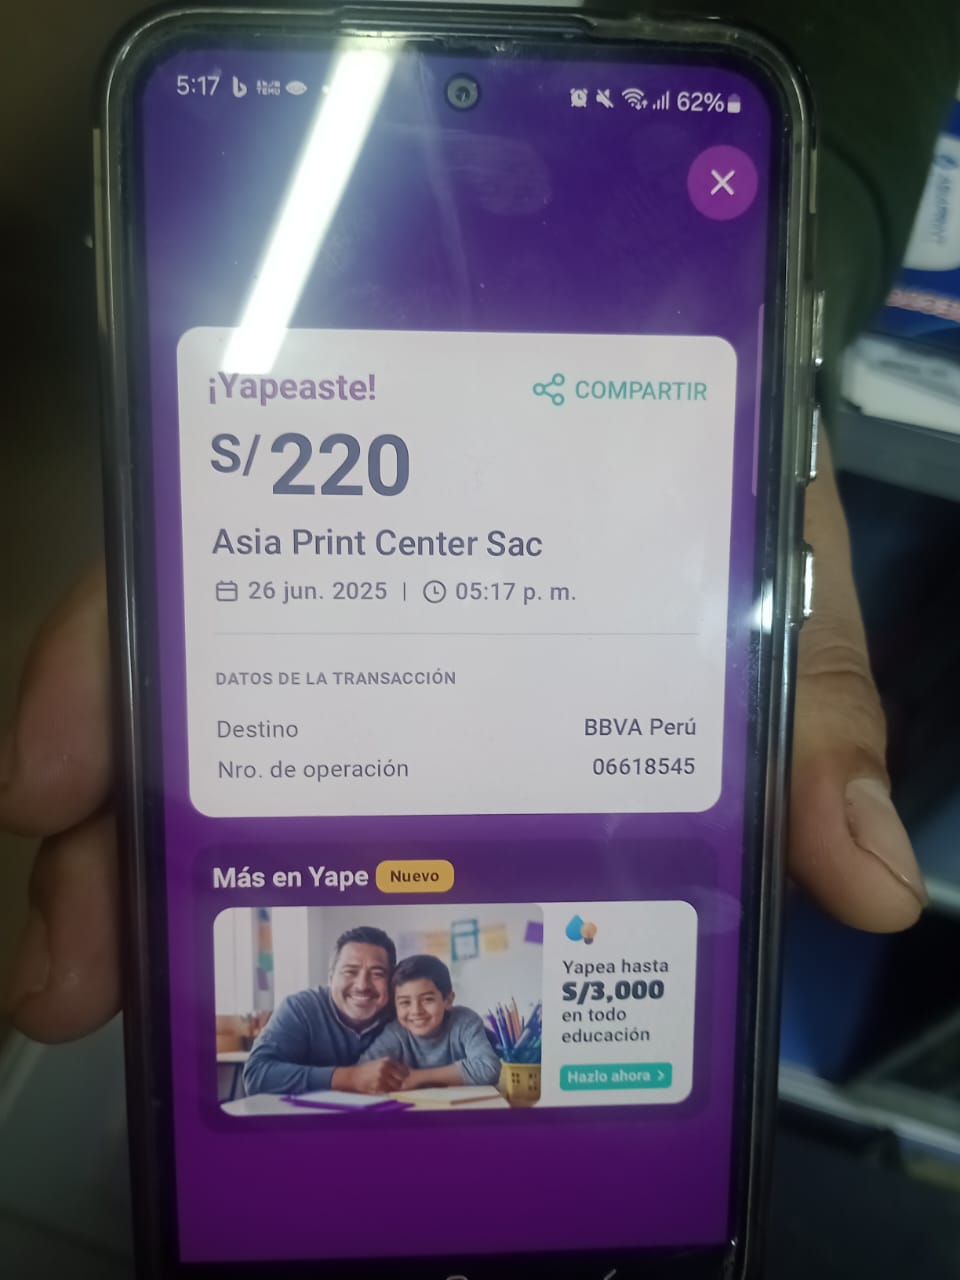 5:17
TEMU
62%
¡Yapeaste!
COMPARTIR
S/220
Asia Print Center Sac
26 jun. 2025 | 05:17 p. m.
DATOS DE LA TRANSACCIÓN
Destino BBVA Perú
Nro. de operación 06618545
Más en Yape Nuevo
Yapea hasta
S/3,000
en todo
educación
Hazlo ahora >